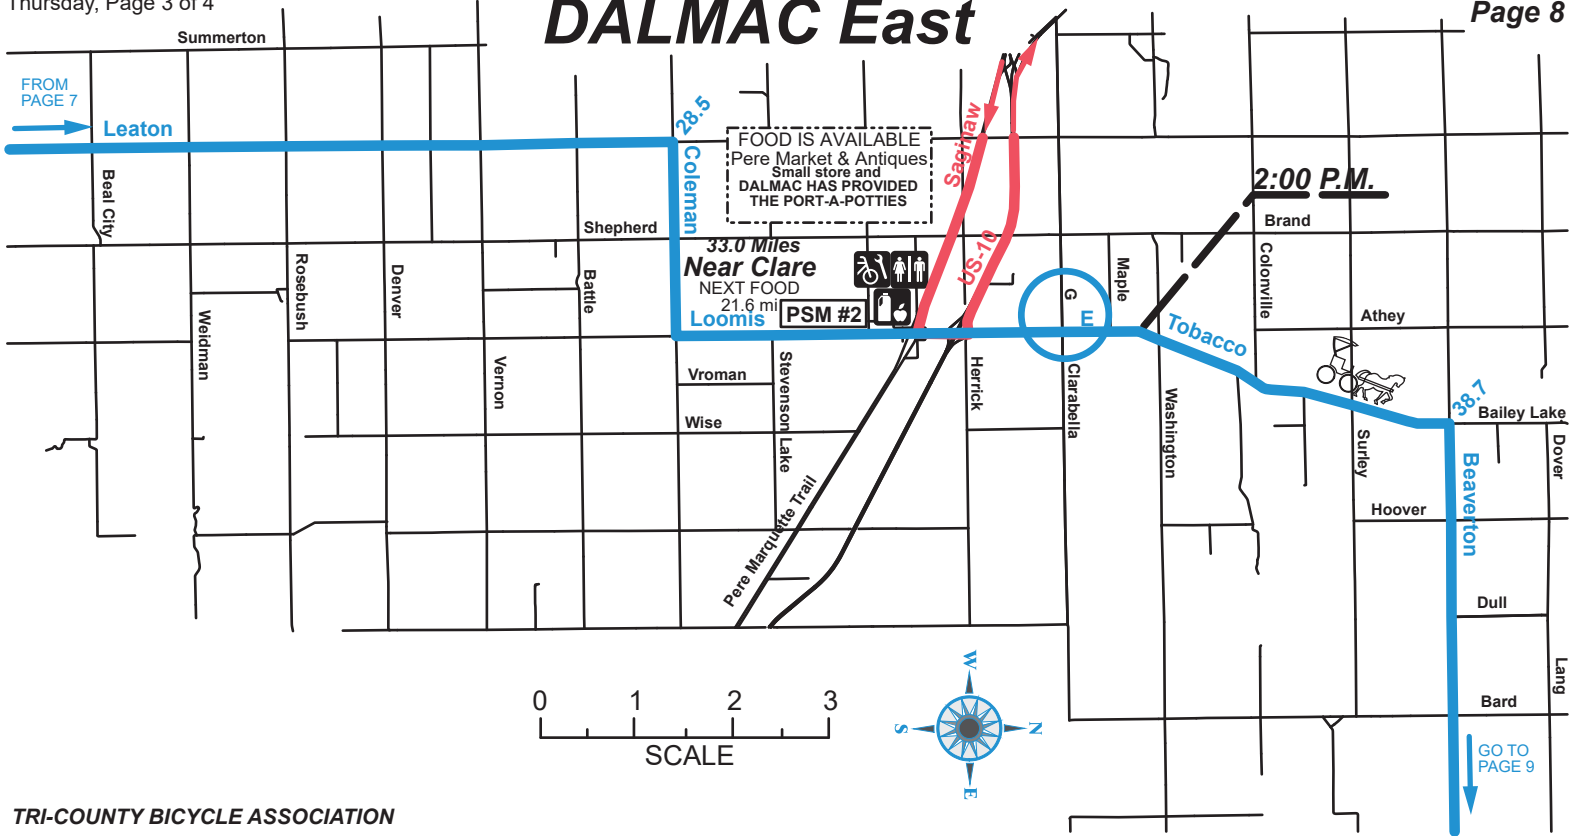 Thursday, Page 3 of 4
DALMAC East
Page 8
Summerton
FROM
PAGE 7
Leaton
28.5
Coleman
FOOD IS AVAILABLE
Pere Market & Antiques
Small store and
DALMAC HAS PROVIDED
THE PORT-A-POTTIES
Saginaw
US-10
2:00 P.M.
Beal City
Shepherd
Brand
33.0 Miles
Near Clare
NEXT FOOD
21.6 mi
PSM #2
Loomis
Rosebush
Denver
Battle
Weidman
Vernon
G
E
Maple
Colonville
Tobacco
Athey
Vroman
Wise
Stevenson Lake
Herrick
Clarabella
Washington
Surley
38.7
Bailey Lake
Dover
Beaverton
Hoover
Pere Marquette Trail
Dull
Lang
Bard
0 1 2 3
SCALE
W
S
N
E
GO TO
PAGE 9
TRI-COUNTY BICYCLE ASSOCIATION